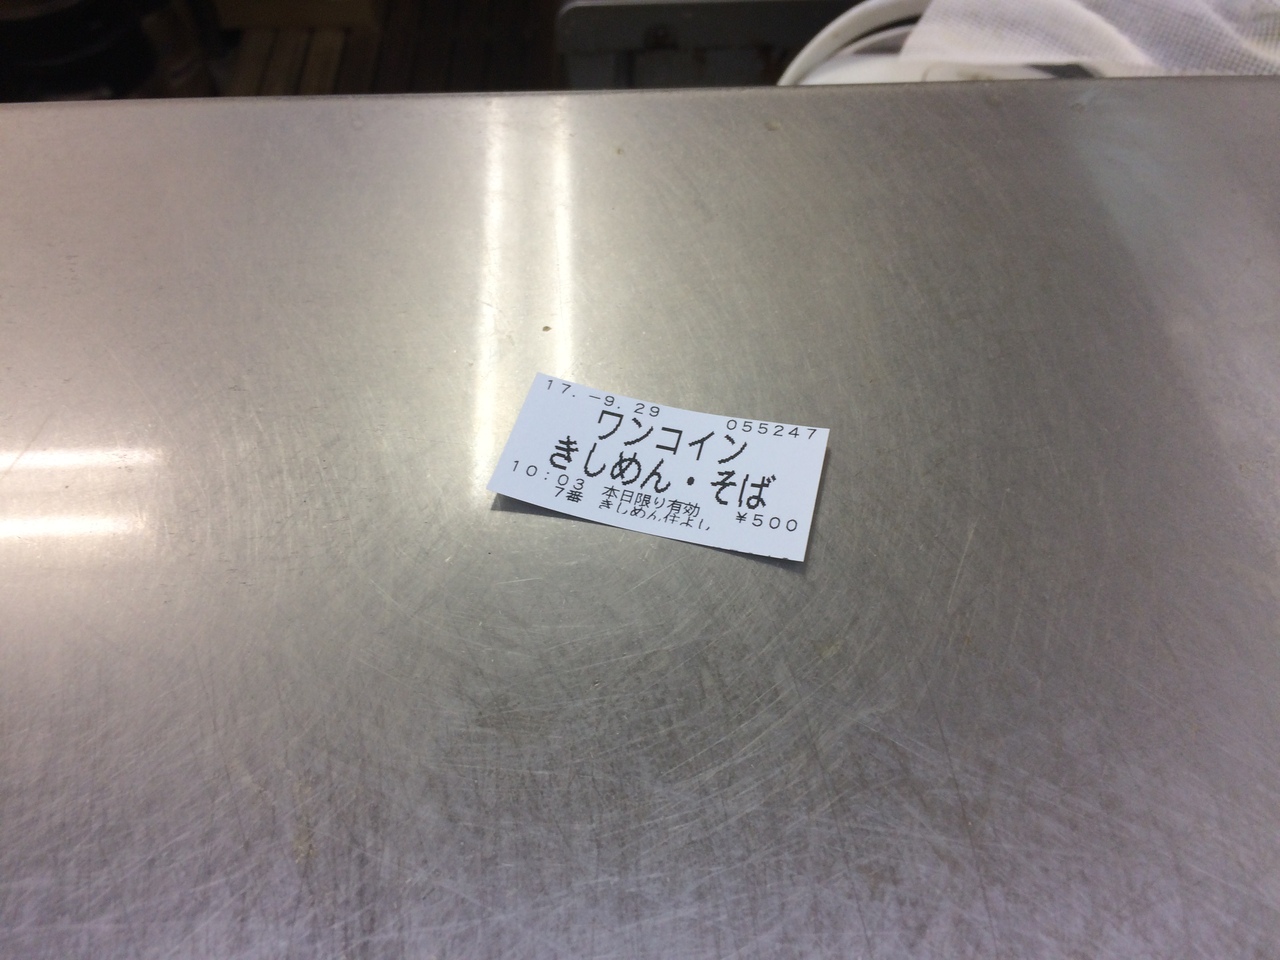 17.-9.29 055247
ワンコイン
きしめん・そば
10:03 本日限り有効 ¥500
7番 きしめん住よし